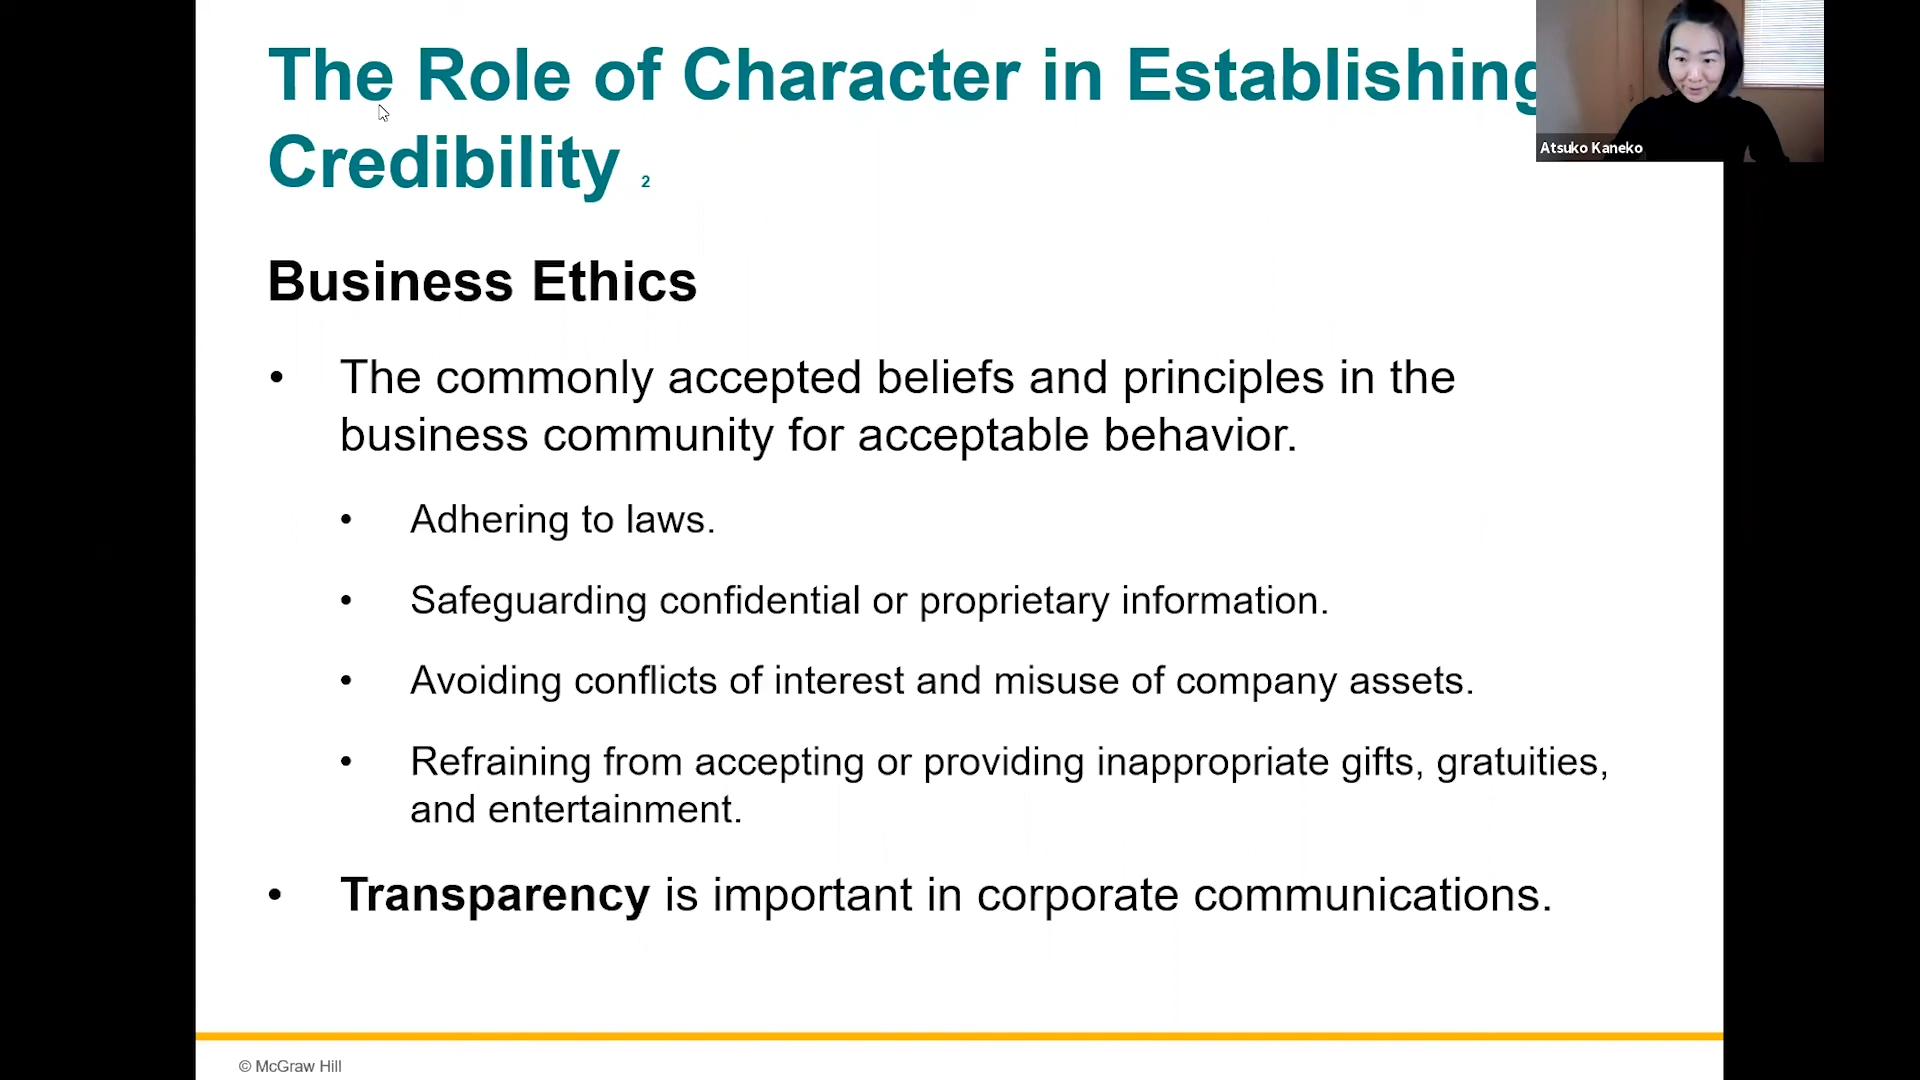 The Role of Character in Establishing
Credibility 2
Atsuko Kaneko
Business Ethics
• The commonly accepted beliefs and principles in the
business community for acceptable behavior.
• Adhering to laws.
• Safeguarding confidential or proprietary information.
• Avoiding conflicts of interest and misuse of company assets.
• Refraining from accepting or providing inappropriate gifts, gratuities,
and entertainment.
• Transparency is important in corporate communications.
© McGraw Hill